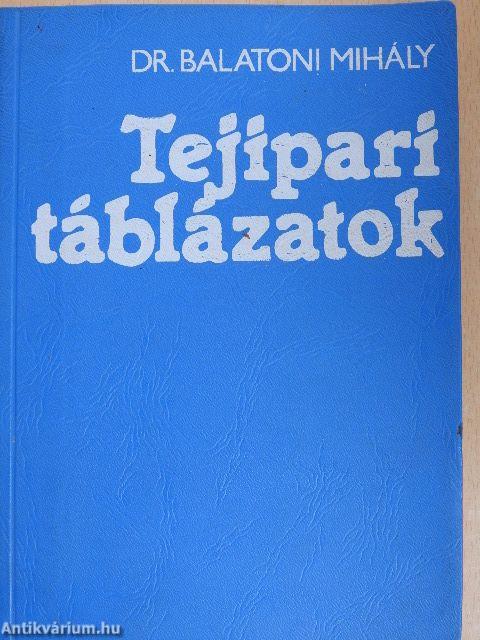 DR. BALATONI MIHÁLY
Tejipari
táblázatok
Antikvárium.hu